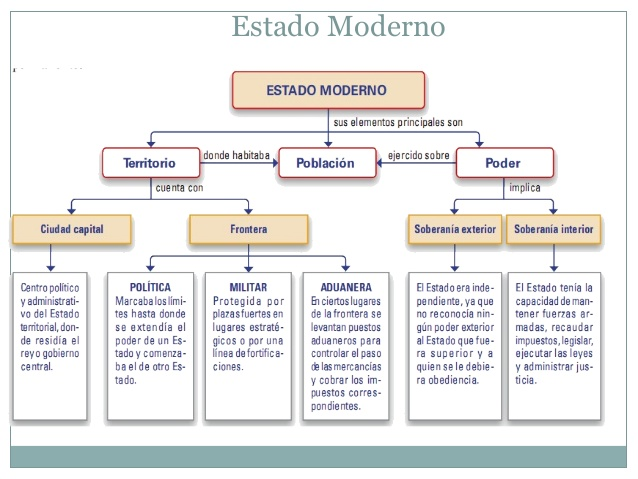 Estado Moderno
ESTADO MODERNO
sus elementos principales son
Territorio
donde habitaba
Población
ejercido sobre
Poder
cuenta con
implica
Ciudad capital
Frontera
Soberanía exterior
Soberanía interior
Centro político
y administrati-
vo del Estado
territorial, don-
de residía el
rey o gobierno
central.
POLÍTICA
Marcaba los lími-
tes hasta donde
se extendía el
poder de un Es-
tado y comenza-
ba el de otro Es-
tado.
MILITAR
Protegida por
plazas fuertes en
lugares estraté-
gicos o por una
línea de fortifica-
ciones.
ADUANERA
En ciertos lugares
de la frontera se
levantan puestos
aduaneros para
controlar el paso
de las mercancías
y cobrar los im-
puestos corres-
pondientes.
El Estado era inde-
pendiente, ya que
no reconocía nin-
gún poder exterior
al Estado que fue-
ra superior y a
quien se le debie-
ra obediencia.
El Estado tenía la
capacidad de man-
tener fuerzas ar-
madas, recaudar
impuestos, legislar,
ejecutar las leyes
y administrar jus-
ticia.